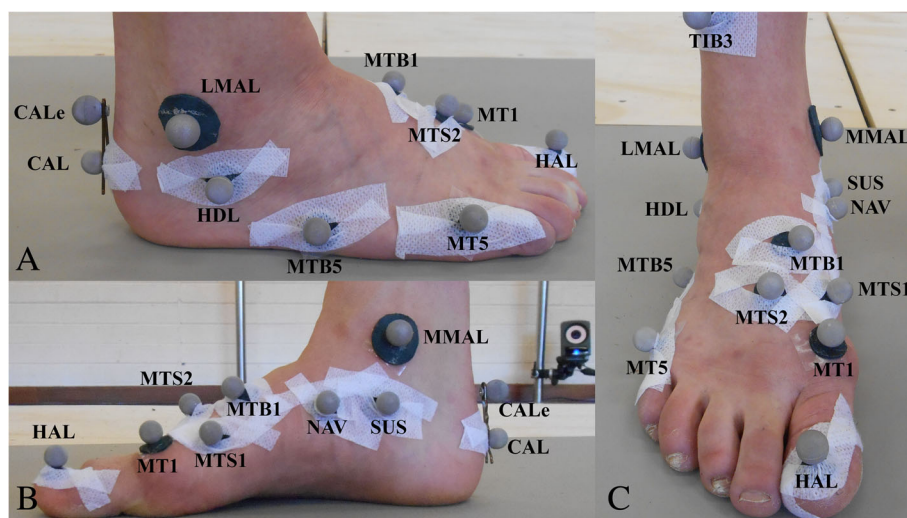 MTB1
LMAL
CALe
MT1
MTS2
CAL
HAL
HDL
MT5
MTB5
A
MMAL
MTS2
MTB1
CALe
HAL
NAV
SUS
CAL
MT1
MTS1
B
TIB3
LMAL
MMAL
SUS
HDL
NAV
MTB1
MTB5
MTS1
MTS2
MT5
MT1
HAL
C